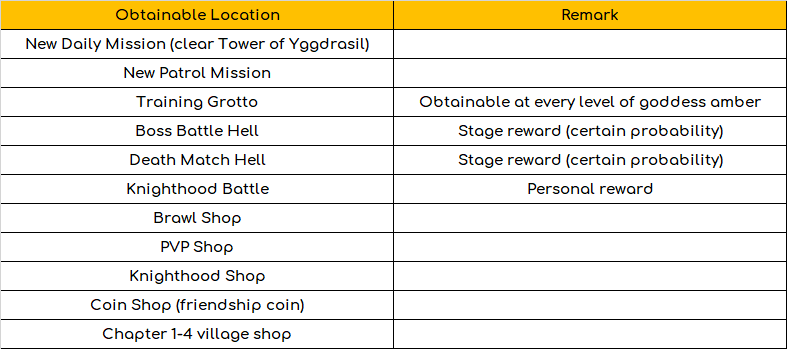 Obtainable Location Remark
New Daily Mission (clear Tower of Yggdrasil)
New Patrol Mission
Training Grotto Obtainable at every level of goddess amber
Boss Battle Hell Stage reward (certain probability)
Death Match Hell Stage reward (certain probability)
Knighthood Battle Personal reward
Brawl Shop
PVP Shop
Knighthood Shop
Coin Shop (friendship coin)
Chapter 1-4 village shop